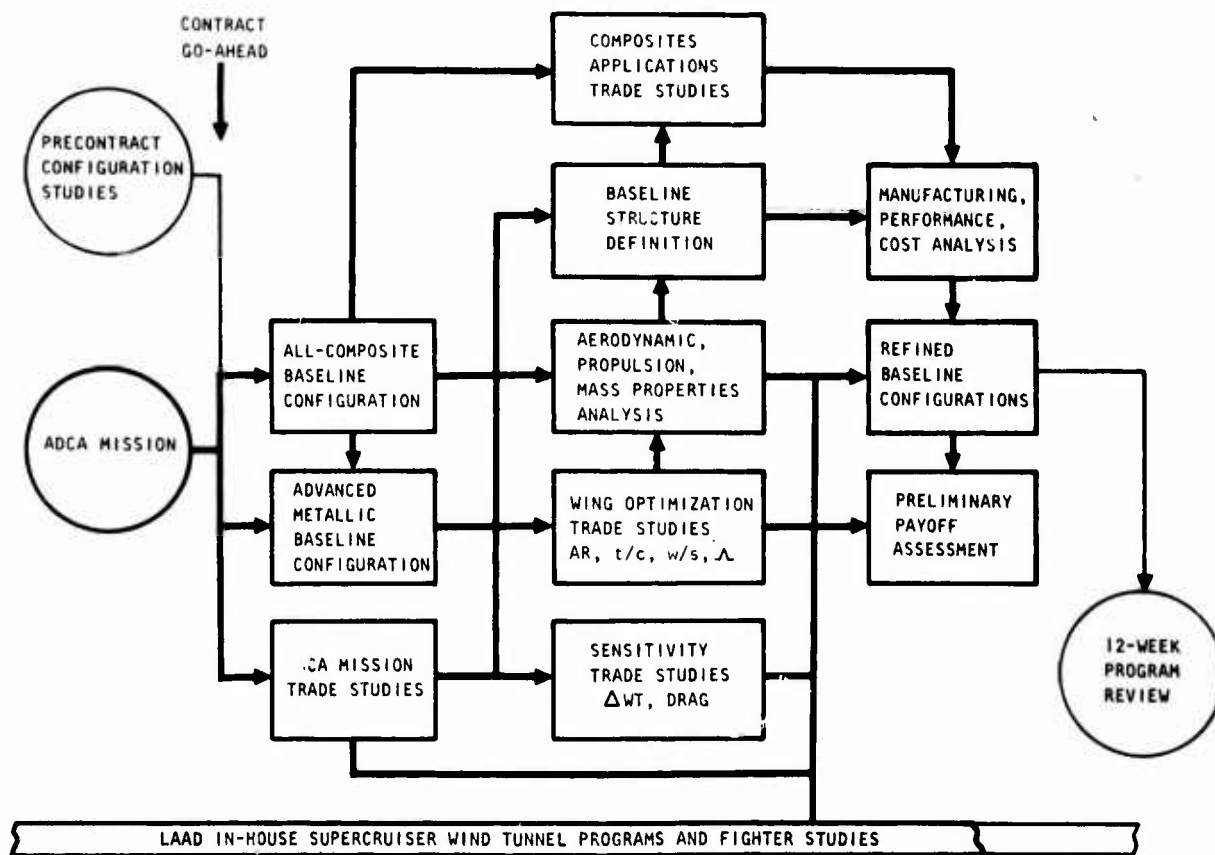 CONTRACT
GO-AHEAD
PRECONTRACT
CONFIGURATION
STUDIES
ADCA MISSION
ALL-COMPOSITE
BASELINE
CONFIGURATION
ADVANCED
METALLIC
BASELINE
CONFIGURATION
MISSION
TRADE STUDIES
COMPOSITES
APPLICATIONS
TRADE STUDIES
BASELINE
STRUCTURE
DEFINITION
AERODYNAMIC,
PROPULSION,
MASS PROPERTIES
ANALYSIS
WING OPTIMIZATION
TRADE STUDIES
AR, t/c, w/s, Λ
SENSITIVITY
TRADE STUDIES
ΔWT, DRAG
MANUFACTURING,
PERFORMANCE,
COST ANALYSIS
REFINED
BASELINE
CONFIGURATIONS
PRELIMINARY
PAYOFF
ASSESSMENT
12-WEEK
PROGRAM
REVIEW
LAAD IN-HOUSE SUPERCRUISER WIND TUNNEL PROGRAMS AND FIGHTER STUDIES